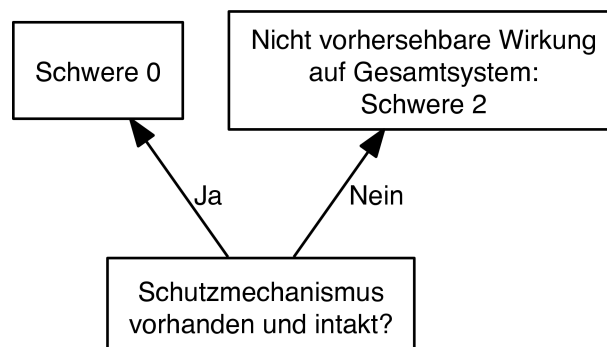 Schwere 0
Nicht vorhersehbare Wirkung
auf Gesamtsystem:
Schwere 2
Ja
Nein
Schutzmechanismus
vorhanden und intakt?